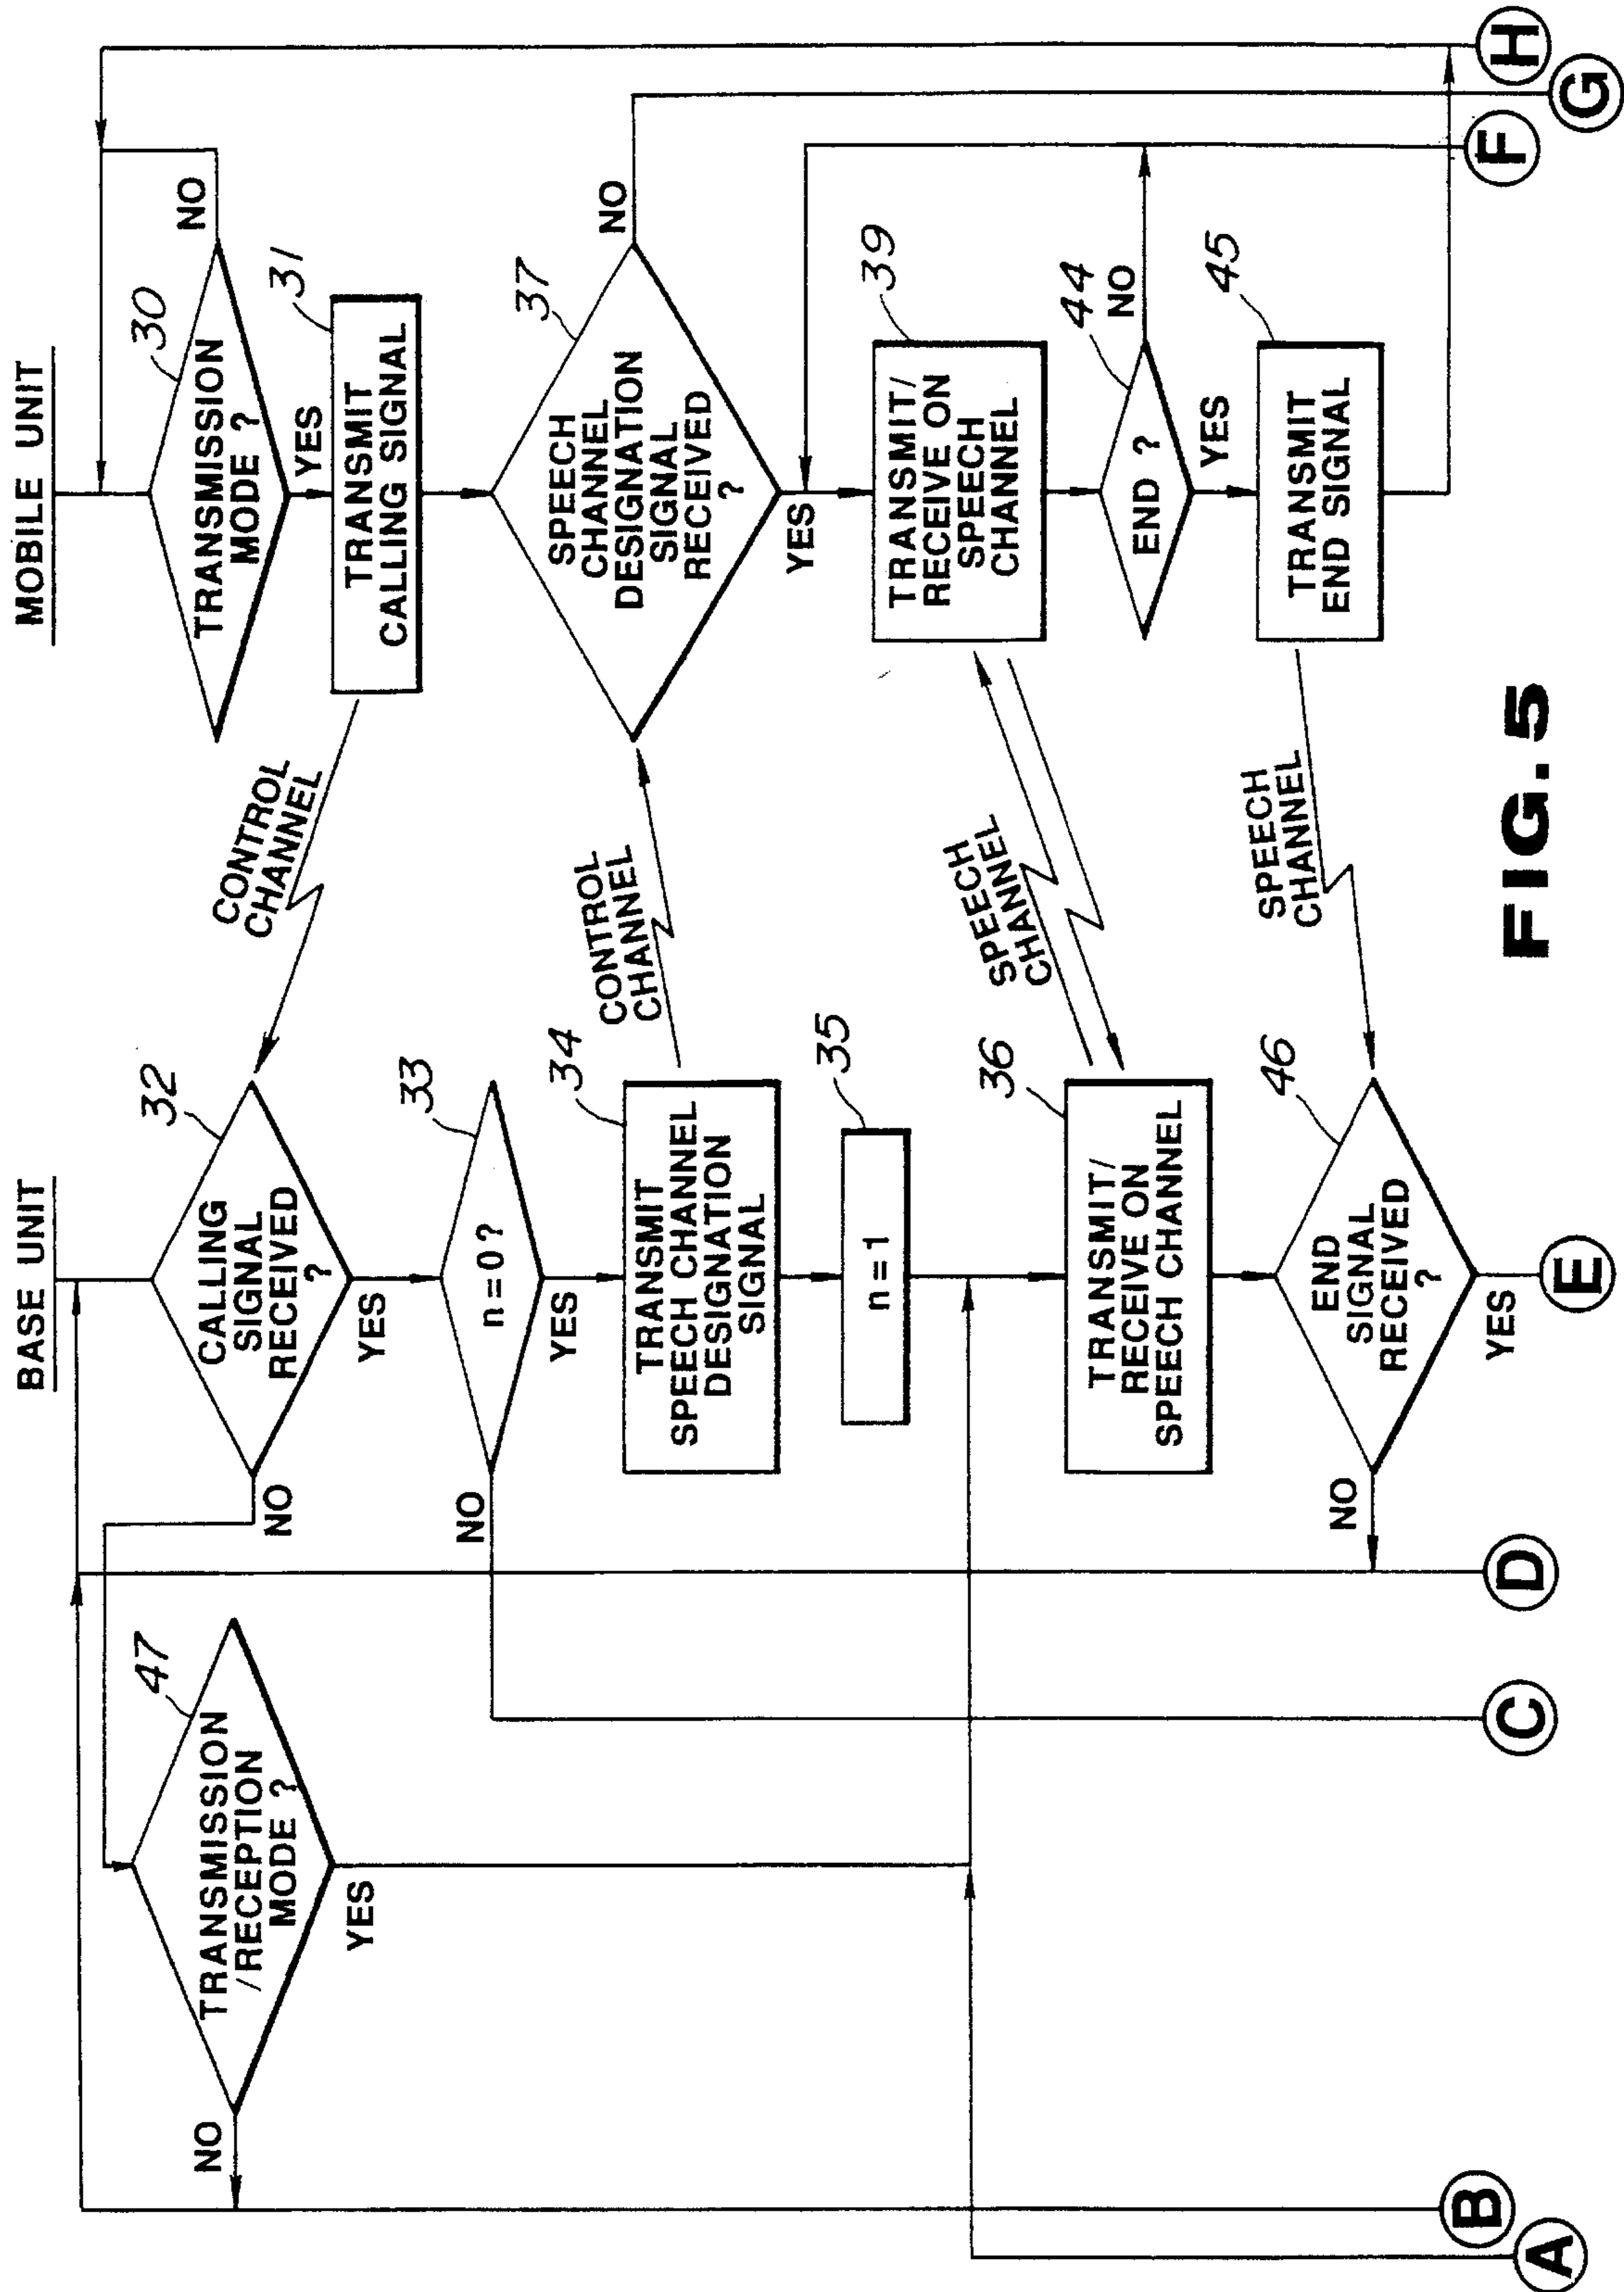 BASE UNIT
MOBILE UNIT
47
TRANSMISSION
/RECEPTION
MODE ?
NO
YES
32
CALLING
SIGNAL
RECEIVED
?
NO
YES
33
n = 0 ?
NO
YES
34
TRANSMIT
SPEECH CHANNEL
DESIGNATION
SIGNAL
35
n = 1
36
TRANSMIT/
RECEIVE ON
SPEECH CHANNEL
46
END
SIGNAL
RECEIVED
?
NO
YES
CONTROL
CHANNEL
CONTROL
CHANNEL
SPEECH
CHANNEL
SPEECH
CHANNEL
30
TRANSMISSION
MODE ?
NO
YES
31
TRANSMIT
CALLING SIGNAL
37
SPEECH
CHANNEL
DESIGNATION
SIGNAL
RECEIVED
?
NO
YES
39
TRANSMIT/
RECEIVE ON
SPEECH
CHANNEL
44
END ?
NO
YES
45
TRANSMIT
END SIGNAL
A
B
C
D
E
F
G
H
FIG. 5